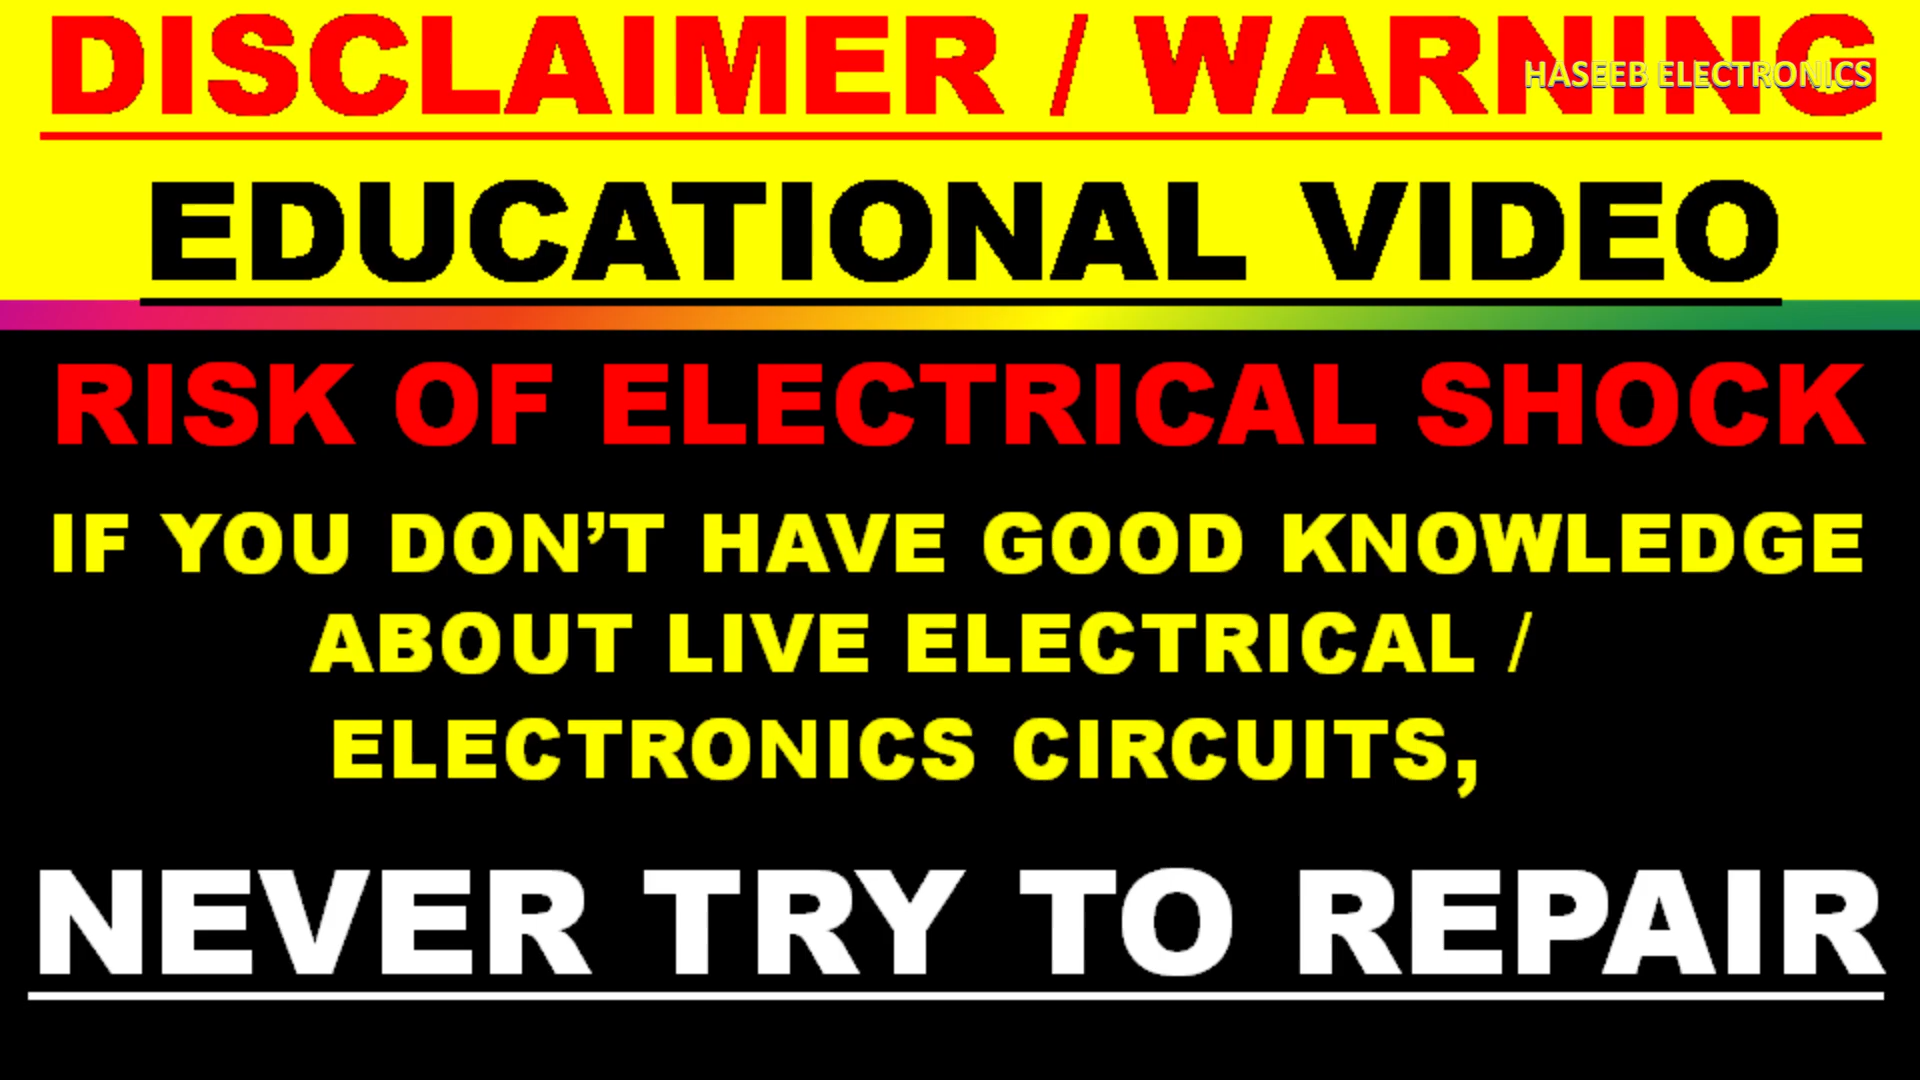 DISCLAIMER / WARNING
HASEEB ELECTRONICS
EDUCATIONAL VIDEO
RISK OF ELECTRICAL SHOCK
IF YOU DON’T HAVE GOOD KNOWLEDGE
ABOUT LIVE ELECTRICAL /
ELECTRONICS CIRCUITS,
NEVER TRY TO REPAIR